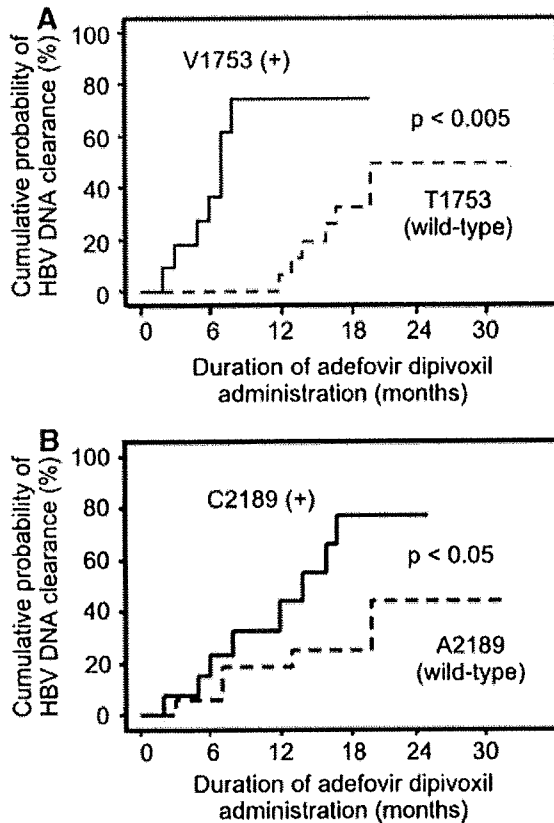 A
Cumulative probability of
HBV DNA clearance (%)
100
80
60
40
20
0
V1753 (+)
p < 0.005
T1753
(wild-type)
0 6 12 18 24 30
Duration of adefovir dipivoxil
administration (months)
B
Cumulative probability of
HBV DNA clearance (%)
100
80
60
40
20
0
C2189 (+)
p < 0.05
A2189
(wild-type)
0 6 12 18 24 30
Duration of adefovir dipivoxil
administration (months)